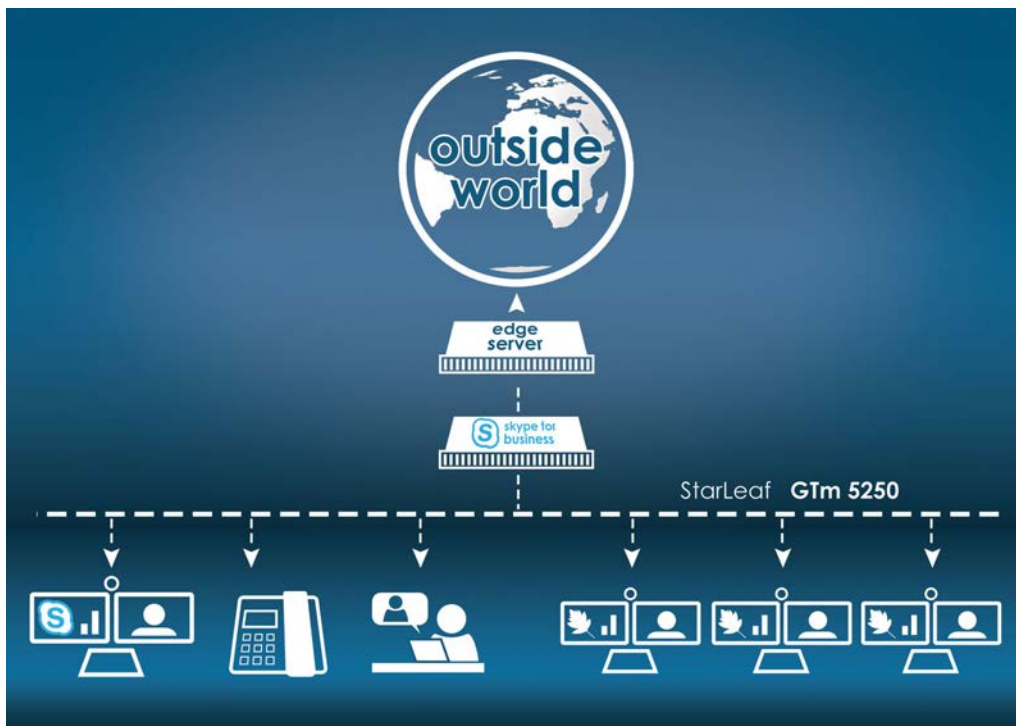 outside
world
edge
server
S skype for
business
StarLeaf GTm 5250
S